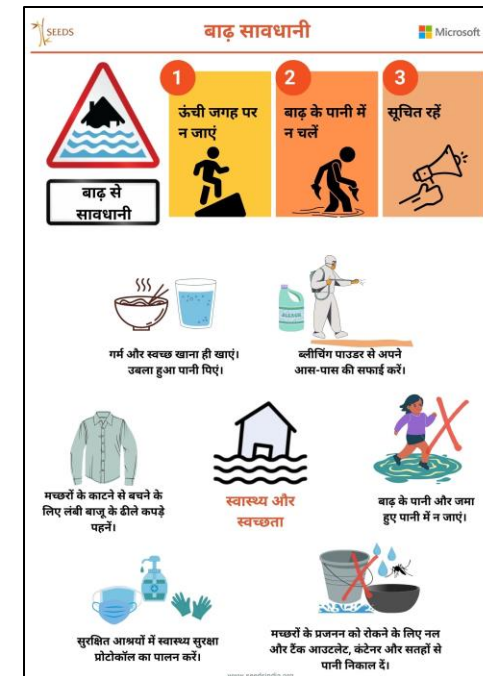 SEEDS
बाढ़ सावधानी
Microsoft
बाढ़ से
सावधानी
1
ऊंची जगह पर
न जाएं
2
बाढ़ के पानी में
न चलें
3
सूचित रहें
गर्म और स्वच्छ खाना ही खाएं।
उबला हुआ पानी पिएं।
ब्लीचिंग पाउडर से अपने
आस-पास की सफाई करें।
मच्छरों के काटने से बचने के
लिए लंबी बाजू के ढीले कपड़े
पहनें।
स्वास्थ्य और
स्वच्छता
बाढ़ के पानी और जमा
हुए पानी में न जाएं।
सुरक्षित आश्रयों में स्वास्थ्य सुरक्षा
प्रोटोकॉल का पालन करें।
मच्छरों के प्रजनन को रोकने के लिए नल
और टैंक आउटलेट, कंटेनर और सतहों से
पानी निकाल दें।